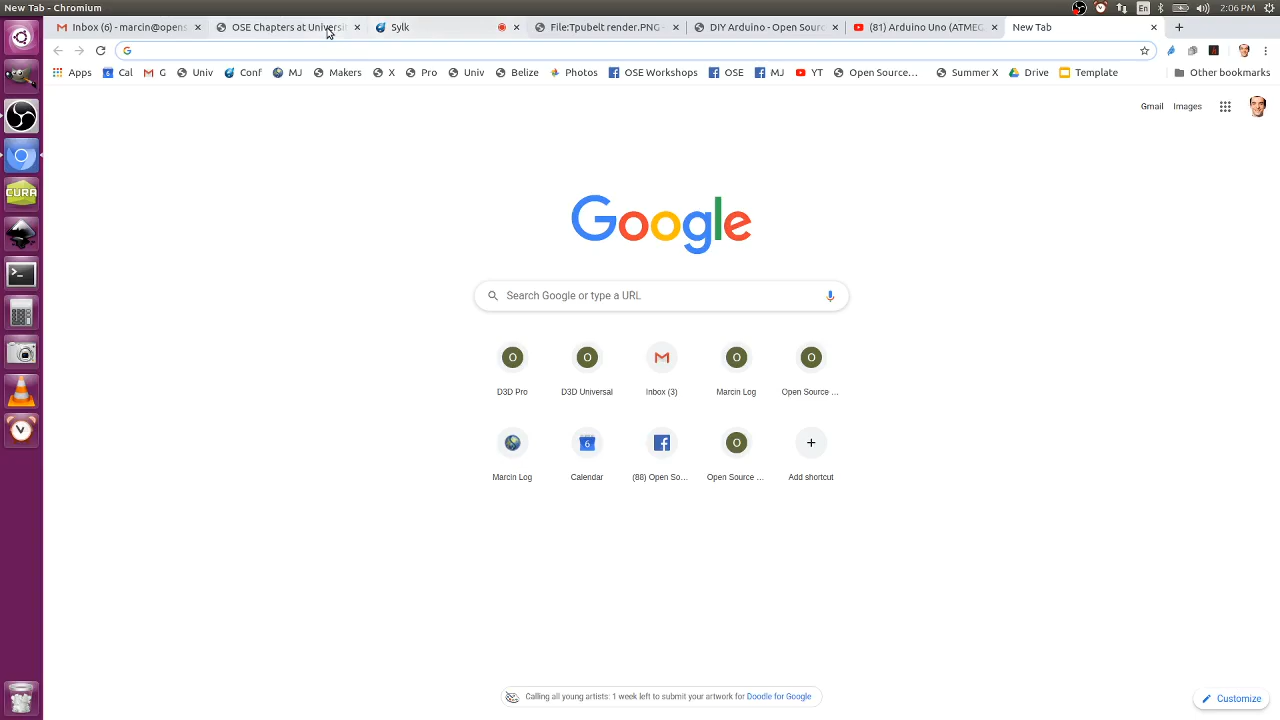 New Tab - Chromium
En
2:06 PM
Inbox (6) - marcin@opens
OSE Chapters at Universit
Sylk
File:Tpubelt render.PNG -
DIY Arduino - Open Sourc
(81) Arduino Uno (ATMEG
New Tab
Apps
Cal
G
Univ
Conf
MJ
Makers
X
Pro
Univ
Belize
Photos
OSE Workshops
OSE
MJ
YT
Open Source...
Summer X
Drive
Template
Other bookmarks
Gmail
Images
Google
Search Google or type a URL
O
O
O
O
D3D Pro
D3D Universal
Inbox (3)
Marcin Log
Open Source ...
6
O
Marcin Log
Calendar
(88) Open So...
Open Source ...
Add shortcut
CURA
Calling all young artists: 1 week left to submit your artwork for Doodle for Google
Customize